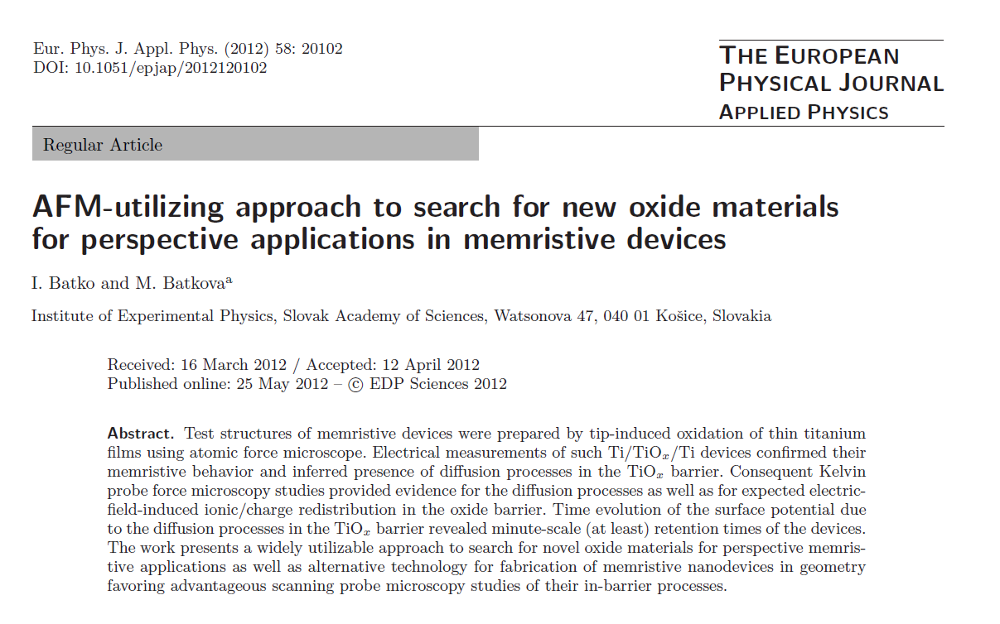 Eur. Phys. J. Appl. Phys. (2012) 58: 20102
DOI: 10.1051/epjap/2012120102
THE EUROPEAN
PHYSICAL JOURNAL
APPLIED PHYSICS
Regular Article
AFM-utilizing approach to search for new oxide materials
for perspective applications in memristive devices
I. Batko and M. Batkovaᵃ
Institute of Experimental Physics, Slovak Academy of Sciences, Watsonova 47, 040 01 Košice, Slovakia
Received: 16 March 2012 / Accepted: 12 April 2012
Published online: 25 May 2012 – © EDP Sciences 2012
Abstract. Test structures of memristive devices were prepared by tip-induced oxidation of thin titanium
films using atomic force microscope. Electrical measurements of such Ti/TiOₓ/Ti devices confirmed their
memristive behavior and inferred presence of diffusion processes in the TiOₓ barrier. Consequent Kelvin
probe force microscopy studies provided evidence for the diffusion processes as well as for expected electric-
field-induced ionic/charge redistribution in the oxide barrier. Time evolution of the surface potential due
to the diffusion processes in the TiOₓ barrier revealed minute-scale (at least) retention times of the devices.
The work presents a widely utilizable approach to search for novel oxide materials for perspective memris-
tive applications as well as alternative technology for fabrication of memristive nanodevices in geometry
favoring advantageous scanning probe microscopy studies of their in-barrier processes.